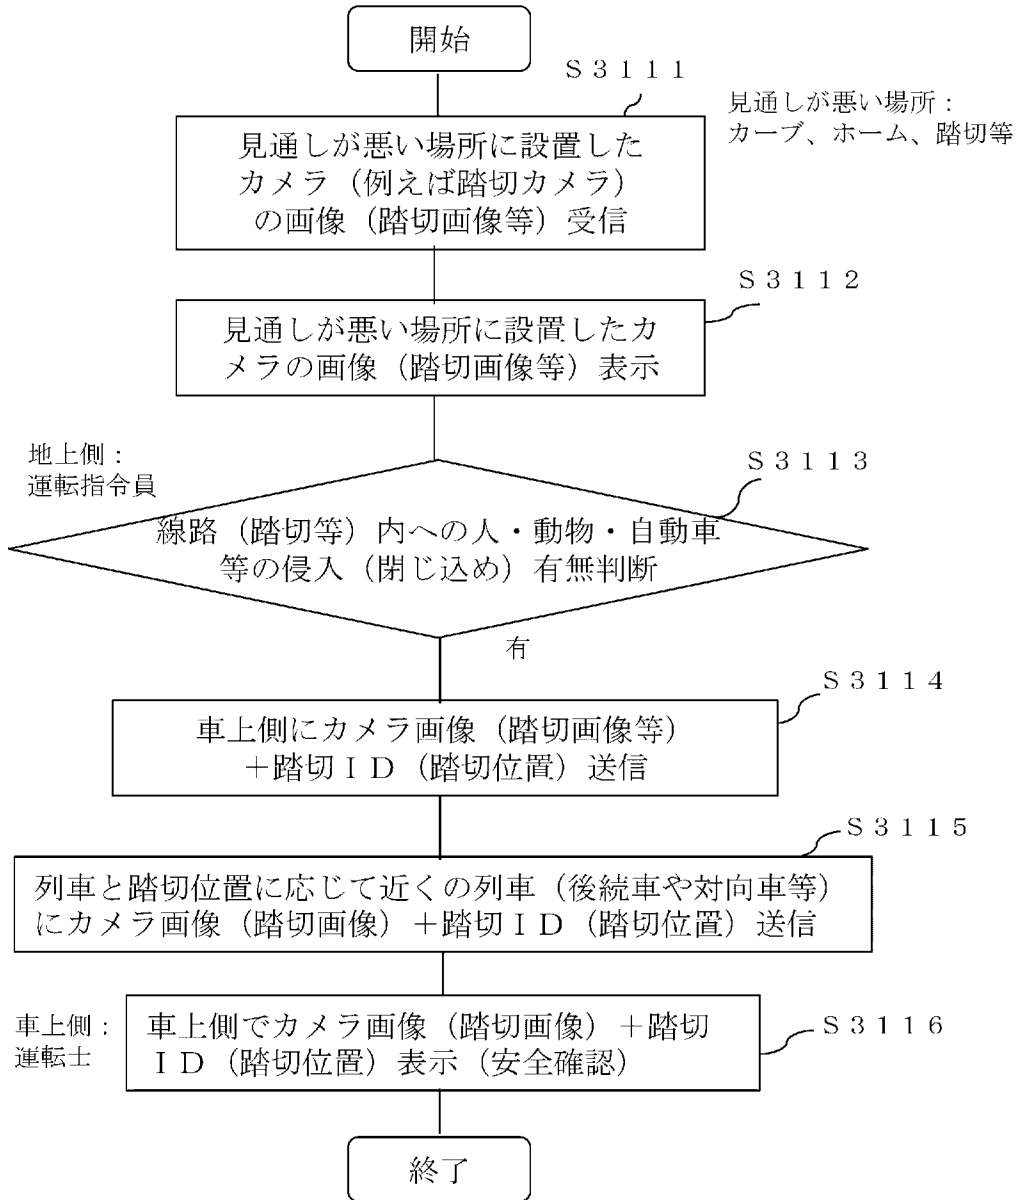 開始
Ｓ３１１１
見通しが悪い場所：
カーブ、ホーム、踏切等
見通しが悪い場所に設置した
カメラ（例えば踏切カメラ）
の画像（踏切画像等）受信
Ｓ３１１２
見通しが悪い場所に設置したカ
メラの画像（踏切画像等）表示
地上側：
運転指令員
Ｓ３１１３
線路（踏切等）内への人・動物・自動車
等の侵入（閉じ込め）有無判断
有
Ｓ３１１４
車上側にカメラ画像（踏切画像等）
＋踏切ＩＤ（踏切位置）送信
Ｓ３１１５
列車と踏切位置に応じて近くの列車（後続車や対向車等）
にカメラ画像（踏切画像）＋踏切ＩＤ（踏切位置）送信
車上側：
運転士
車上側でカメラ画像（踏切画像）＋踏切
ＩＤ（踏切位置）表示（安全確認）
Ｓ３１１６
終了